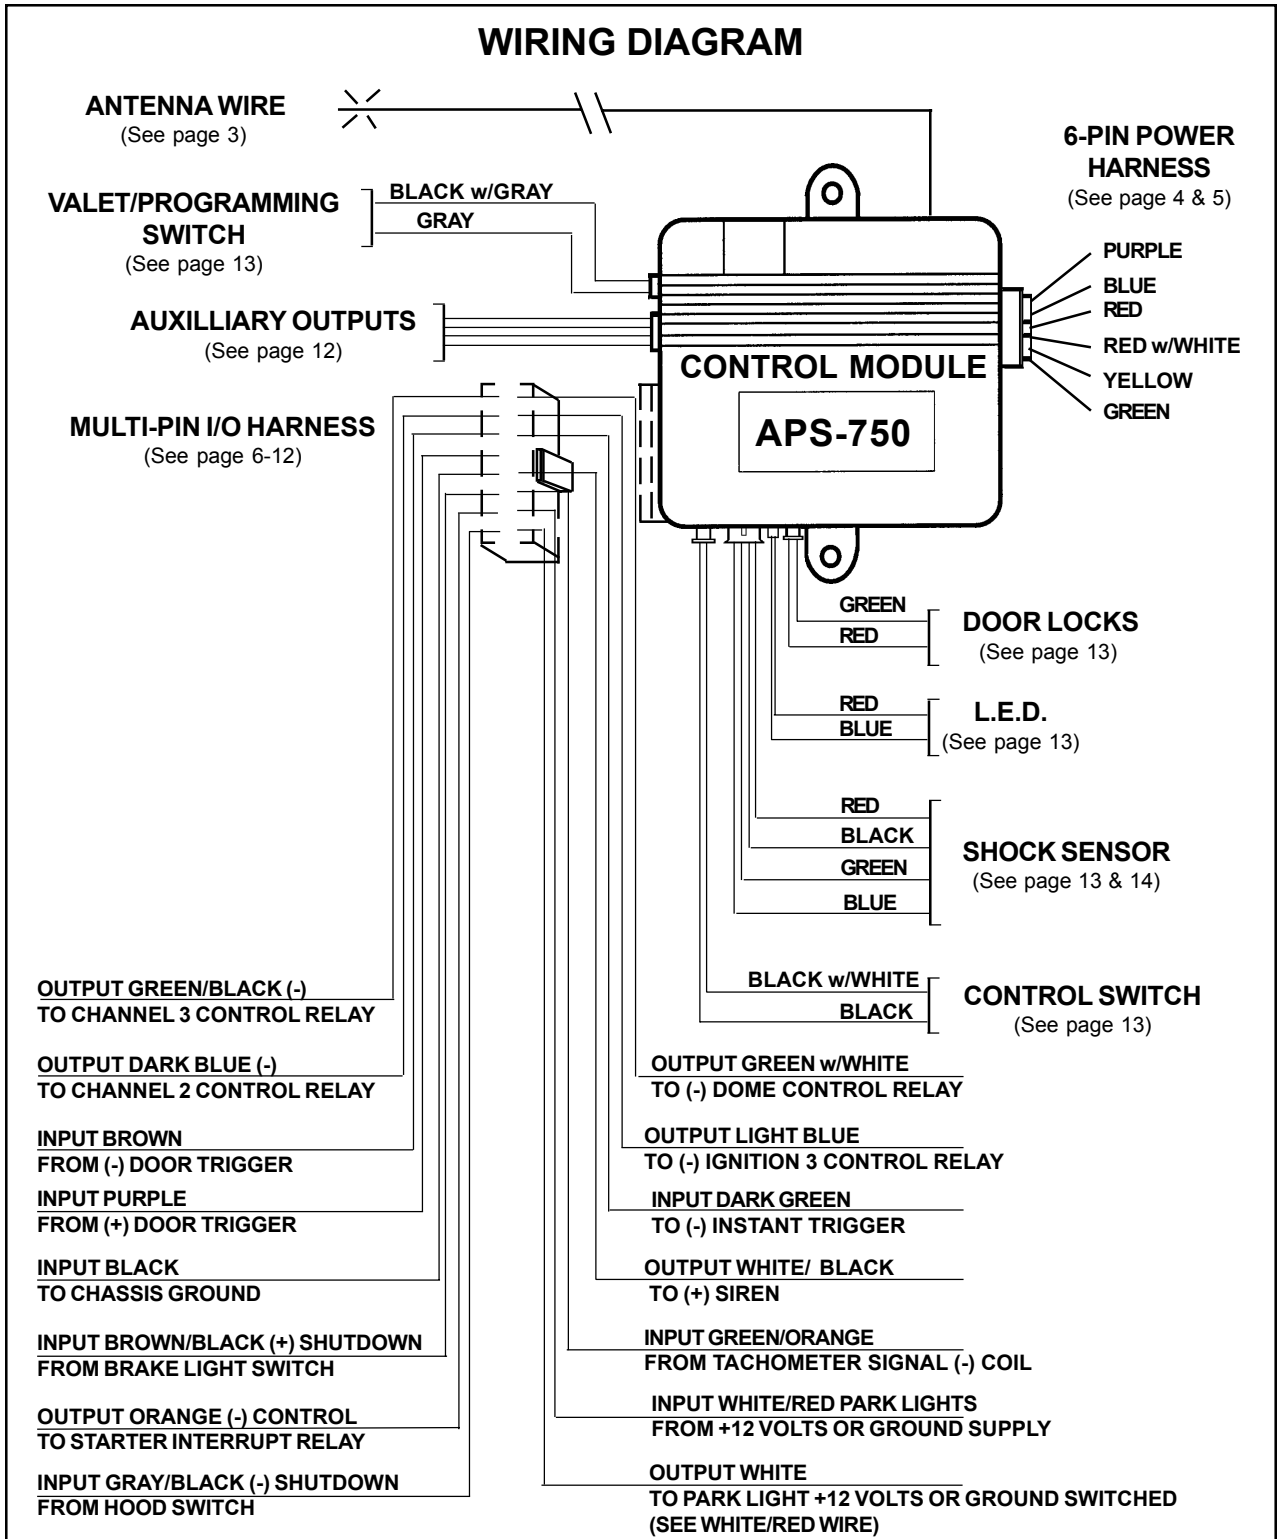 WIRING DIAGRAM
ANTENNA WIRE
(See page 3)
6-PIN POWER
HARNESS
(See page 4 & 5)
VALET/PROGRAMMING
SWITCH
(See page 13)
BLACK w/GRAY
GRAY
PURPLE
BLUE
RED
RED w/WHITE
YELLOW
GREEN
AUXILLIARY OUTPUTS
(See page 12)
CONTROL MODULE
APS-750
MULTI-PIN I/O HARNESS
(See page 6-12)
GREEN
RED
DOOR LOCKS
(See page 13)
RED
BLUE
L.E.D.
(See page 13)
RED
BLACK
GREEN
BLUE
SHOCK SENSOR
(See page 13 & 14)
BLACK w/WHITE
BLACK
CONTROL SWITCH
(See page 13)
OUTPUT GREEN/BLACK (-)
TO CHANNEL 3 CONTROL RELAY
OUTPUT DARK BLUE (-)
TO CHANNEL 2 CONTROL RELAY
INPUT BROWN
FROM (-) DOOR TRIGGER
INPUT PURPLE
FROM (+) DOOR TRIGGER
INPUT BLACK
TO CHASSIS GROUND
INPUT BROWN/BLACK (+) SHUTDOWN
FROM BRAKE LIGHT SWITCH
OUTPUT ORANGE (-) CONTROL
TO STARTER INTERRUPT RELAY
INPUT GRAY/BLACK (-) SHUTDOWN
FROM HOOD SWITCH
OUTPUT GREEN w/WHITE
TO (-) DOME CONTROL RELAY
OUTPUT LIGHT BLUE
TO (-) IGNITION 3 CONTROL RELAY
INPUT DARK GREEN
TO (-) INSTANT TRIGGER
OUTPUT WHITE/ BLACK
TO (+) SIREN
INPUT GREEN/ORANGE
FROM TACHOMETER SIGNAL (-) COIL
INPUT WHITE/RED PARK LIGHTS
FROM +12 VOLTS OR GROUND SUPPLY
OUTPUT WHITE
TO PARK LIGHT +12 VOLTS OR GROUND SWITCHED
(SEE WHITE/RED WIRE)